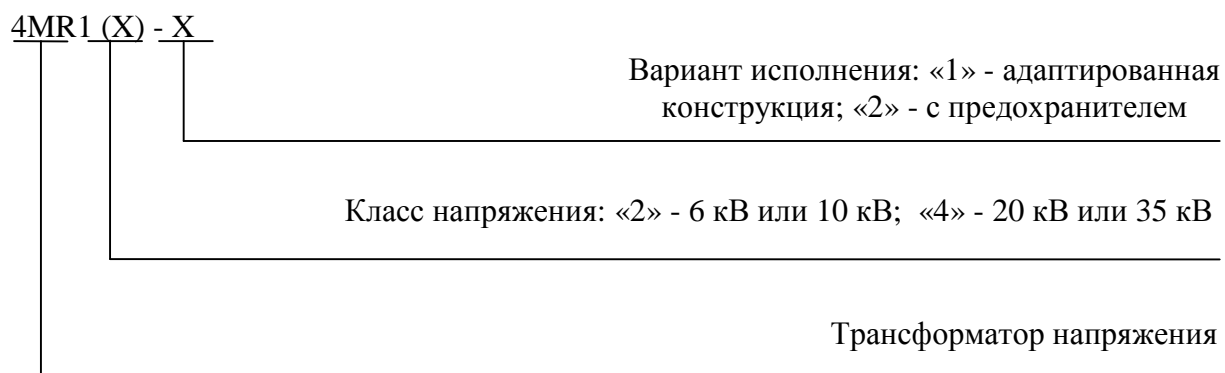 4MR1 (X) - X
Вариант исполнения: «1» - адаптированная
конструкция; «2» - с предохранителем
Класс напряжения: «2» - 6 кВ или 10 кВ; «4» - 20 кВ или 35 кВ
Трансформатор напряжения